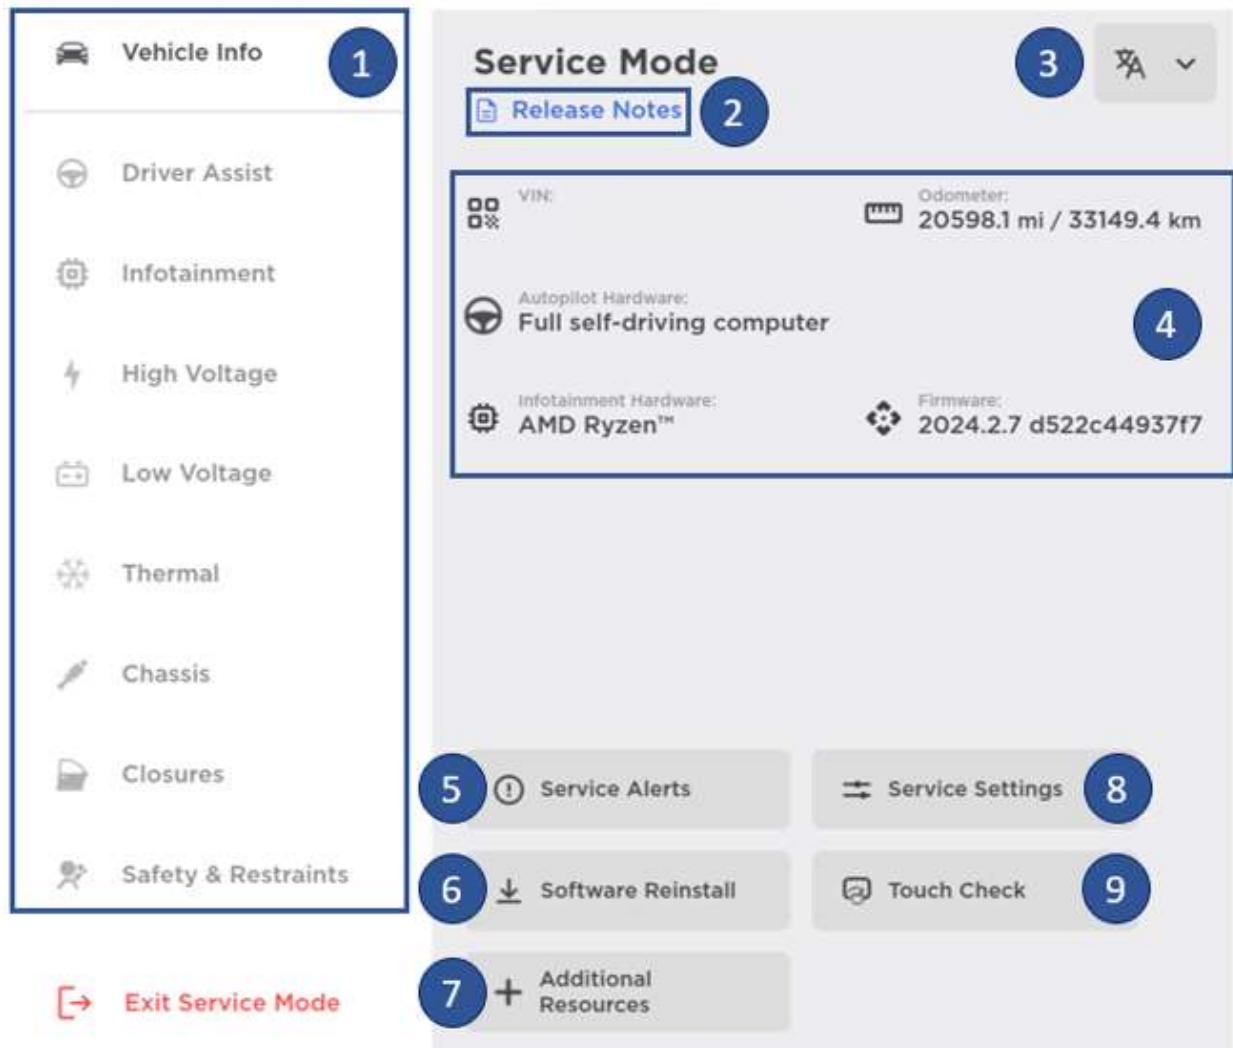 Vehicle Info
1
Driver Assist
Infotainment
High Voltage
Low Voltage
Thermal
Chassis
Closures
Safety & Restraints
Exit Service Mode
Service Mode
Release Notes
2
3
文A
VIN:
Odometer:
20598.1 mi / 33149.4 km
Autopilot Hardware:
Full self-driving computer
4
Infotainment Hardware:
AMD Ryzen™
Firmware:
2024.2.7 d522c44937f7
5
Service Alerts
Service Settings
8
6
Software Reinstall
Touch Check
9
7
Additional
Resources